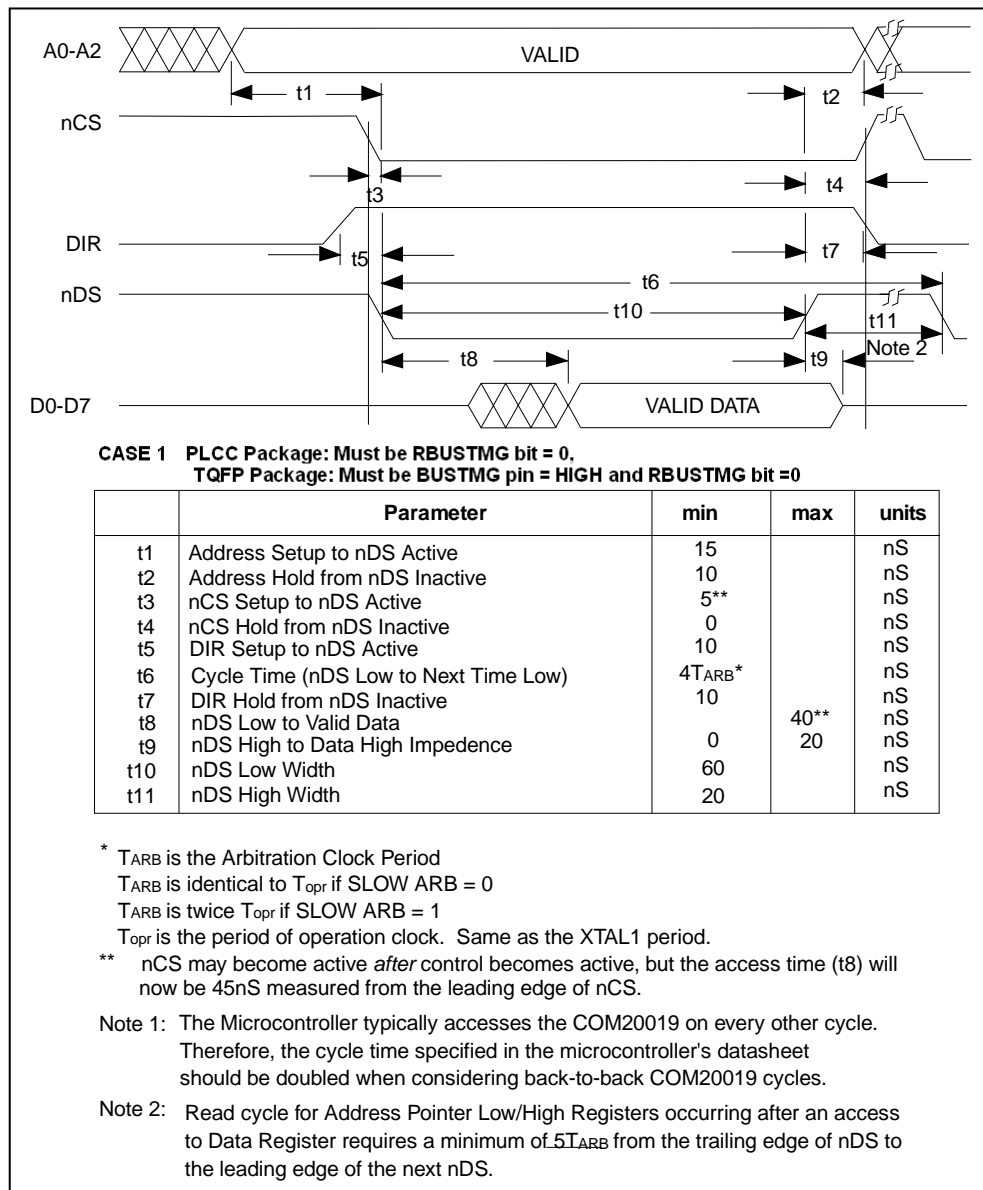 A0-A2
VALID
t1
t2
nCS
t3
t4
DIR
t5
t7
t6
nDS
t10
t11
Note 2
t8
t9
D0-D7
VALID DATA
CASE 1 PLCC Package: Must be RBUSTMG bit = 0,
TQFP Package: Must be BUSTMG pin = HIGH and RBUSTMG bit =0
Parameter min max units
t1 Address Setup to nDS Active 15 nS
t2 Address Hold from nDS Inactive 10 nS
t3 nCS Setup to nDS Active 5** nS
t4 nCS Hold from nDS Inactive 0 nS
t5 DIR Setup to nDS Active 10 nS
t6 Cycle Time (nDS Low to Next Time Low) 4TARB* nS
t7 DIR Hold from nDS Inactive 10 nS
t8 nDS Low to Valid Data 40** nS
t9 nDS High to Data High Impedence 0 20 nS
t10 nDS Low Width 60 nS
t11 nDS High Width 20 nS
* TARB is the Arbitration Clock Period
TARB is identical to Topr if SLOW ARB = 0
TARB is twice Topr if SLOW ARB = 1
Topr is the period of operation clock. Same as the XTAL1 period.
** nCS may become active after control becomes active, but the access time (t8) will
now be 45nS measured from the leading edge of nCS.
Note 1: The Microcontroller typically accesses the COM20019 on every other cycle.
Therefore, the cycle time specified in the microcontroller's datasheet
should be doubled when considering back-to-back COM20019 cycles.
Note 2: Read cycle for Address Pointer Low/High Registers occurring after an access
to Data Register requires a minimum of 5TARB from the trailing edge of nDS to
the leading edge of the next nDS.